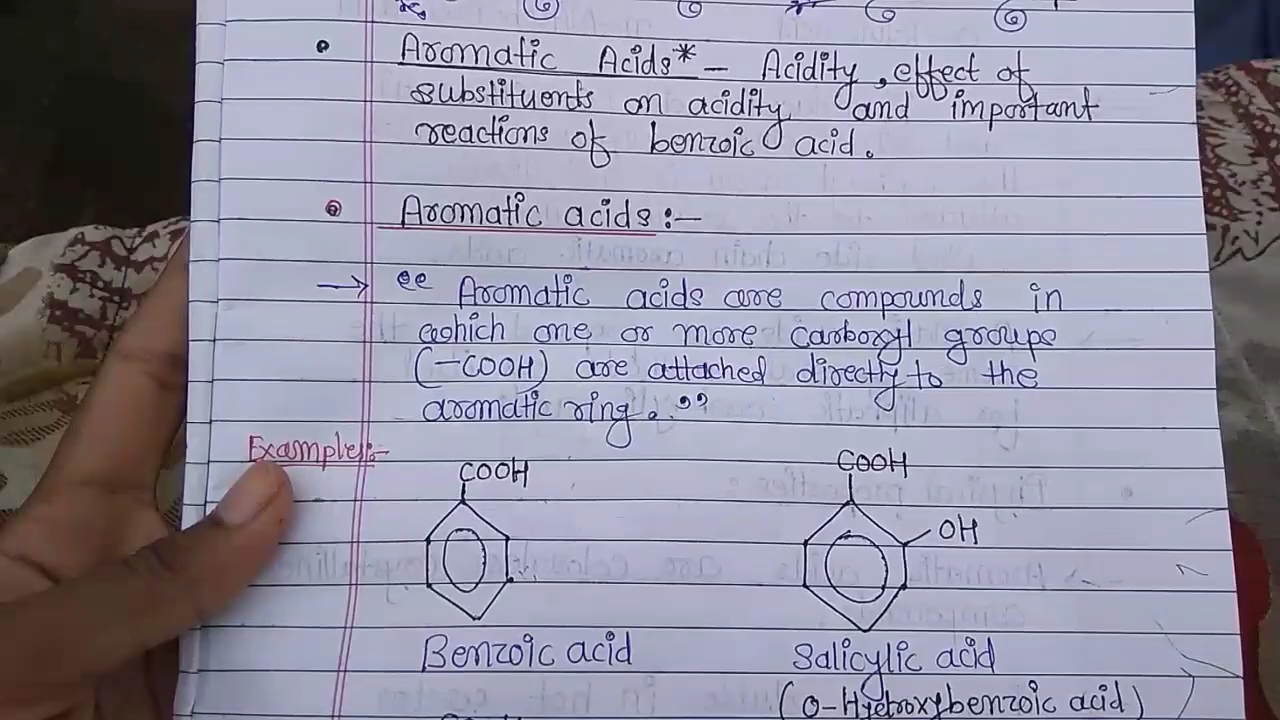 • Aromatic Acids* – Acidity, effect of
substituents on acidity and important
reactions of benzoic acid.
• Aromatic acids :–
→ “ Aromatic acids are compounds in
which one or more carboxyl groups
(–COOH) are attached directly to the
aromatic ring. ”
Examples:–
COOH
COOH
OH
Benzoic acid
Salicylic acid
(O-Hydroxybenzoic acid)